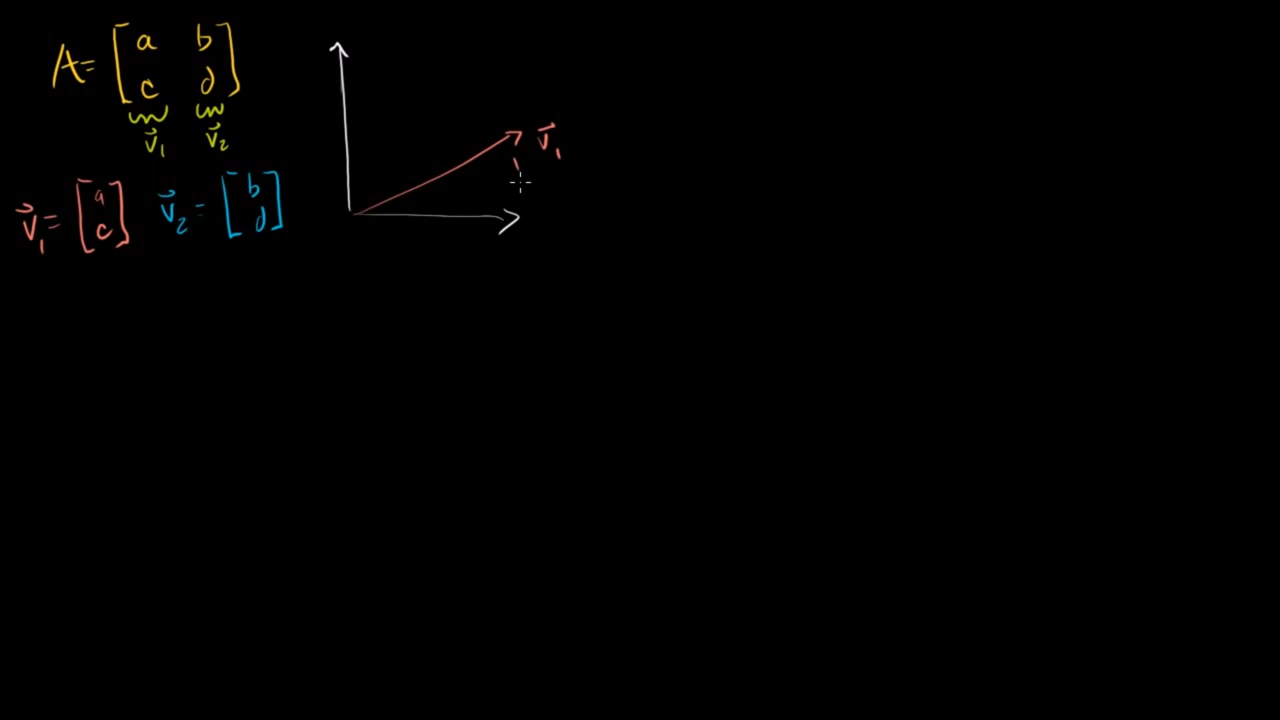 A = [a b
c d]
v⃗₁ v⃗₂
v⃗₁ = [a
c]
v⃗₂ = [b
d]
v⃗₁